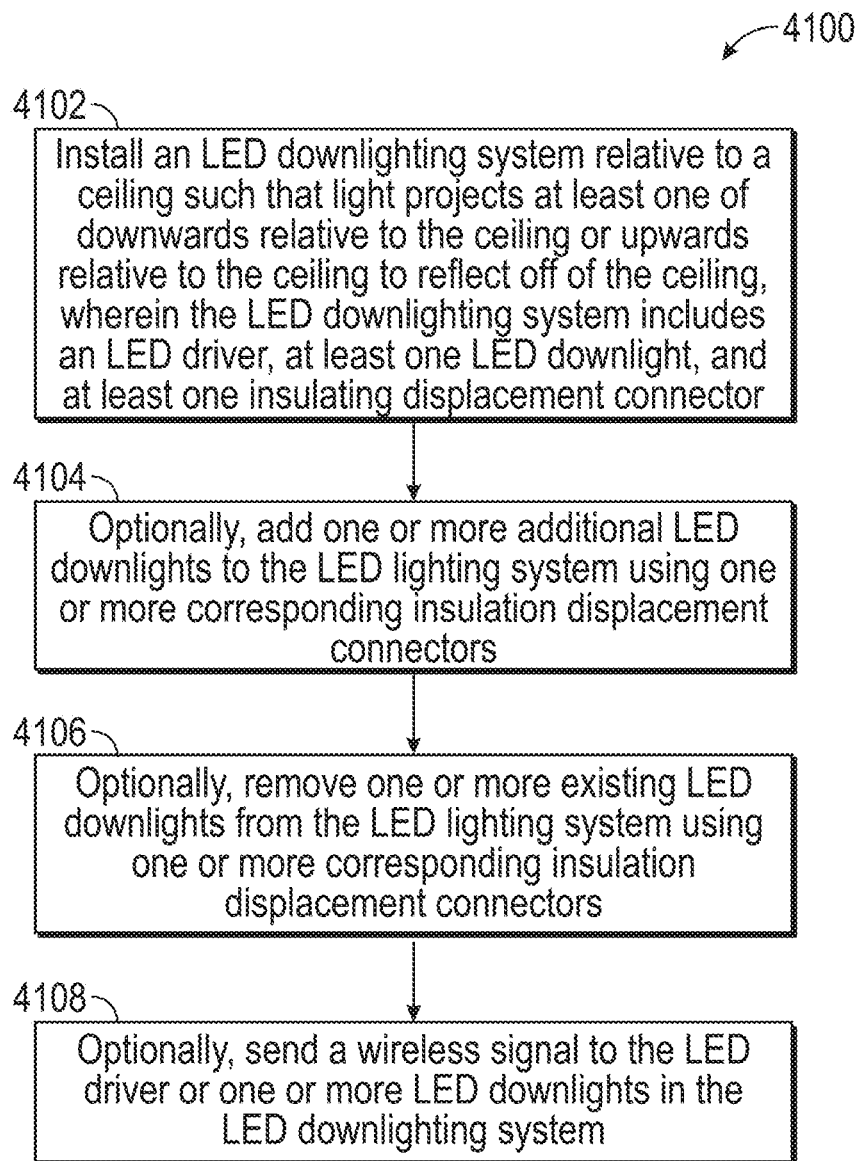 4100
4102
Install an LED downlighting system relative to a
ceiling such that light projects at least one of
downwards relative to the ceiling or upwards
relative to the ceiling to reflect off of the ceiling,
wherein the LED downlighting system includes
an LED driver, at least one LED downlight, and
at least one insulating displacement connector
4104
Optionally, add one or more additional LED
downlights to the LED lighting system using one
or more corresponding insulation displacement
connectors
4106
Optionally, remove one or more existing LED
downlights from the LED lighting system using
one or more corresponding insulation
displacement connectors
4108
Optionally, send a wireless signal to the LED
driver or one or more LED downlights in the
LED downlighting system